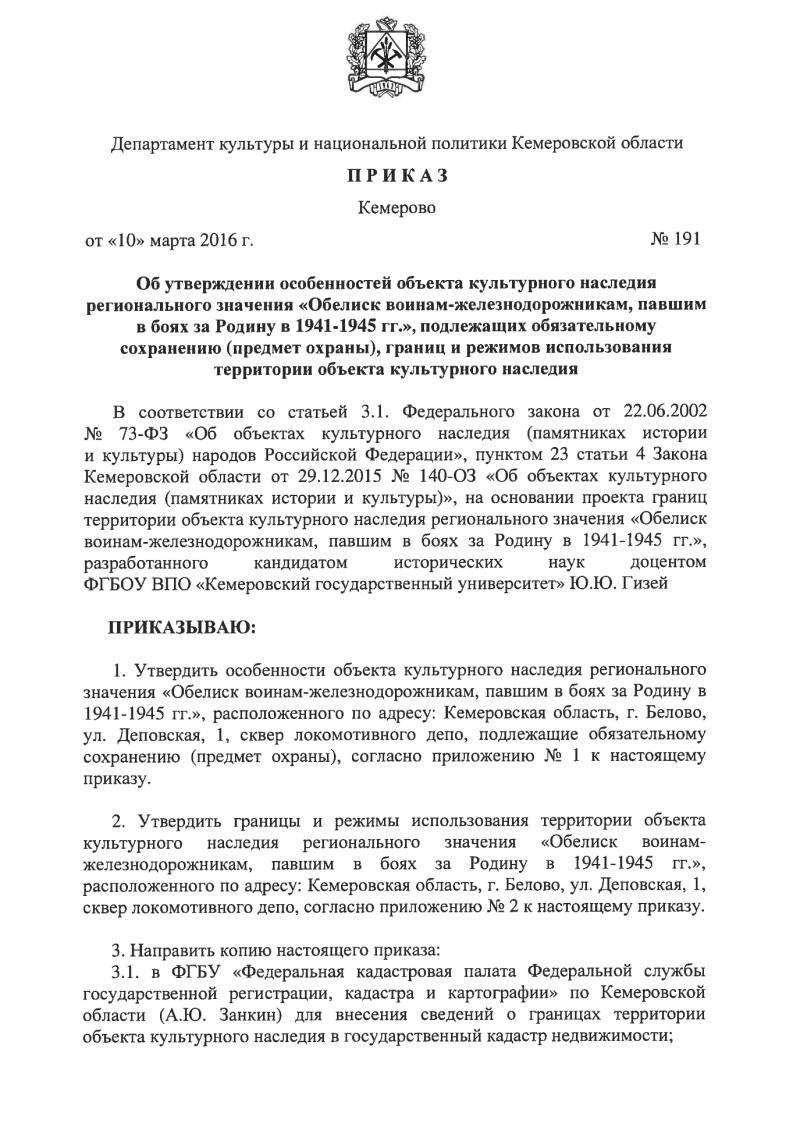 1943
Департамент культуры и национальной политики Кемеровской области
П Р И К А З
Кемерово
от «10» марта 2016 г. № 191
Об утверждении особенностей объекта культурного наследия
регионального значения «Обелиск воинам-железнодорожникам, павшим
в боях за Родину в 1941-1945 гг.», подлежащих обязательному
сохранению (предмет охраны), границ и режимов использования
территории объекта культурного наследия
В соответствии со статьей 3.1. Федерального закона от 22.06.2002
№ 73-ФЗ «Об объектах культурного наследия (памятниках истории
и культуры) народов Российской Федерации», пунктом 23 статьи 4 Закона
Кемеровской области от 29.12.2015 № 140-ОЗ «Об объектах культурного
наследия (памятниках истории и культуры)», на основании проекта границ
территории объекта культурного наследия регионального значения «Обелиск
воинам-железнодорожникам, павшим в боях за Родину в 1941-1945 гг.»,
разработанного кандидатом исторических наук доцентом
ФГБОУ ВПО «Кемеровский государственный университет» Ю.Ю. Гизей
ПРИКАЗЫВАЮ:
1. Утвердить особенности объекта культурного наследия регионального
значения «Обелиск воинам-железнодорожникам, павшим в боях за Родину в
1941-1945 гг.», расположенного по адресу: Кемеровская область, г. Белово,
ул. Деповская, 1, сквер локомотивного депо, подлежащие обязательному
сохранению (предмет охраны), согласно приложению № 1 к настоящему
приказу.
2. Утвердить границы и режимы использования территории объекта
культурного наследия регионального значения «Обелиск воинам-
железнодорожникам, павшим в боях за Родину в 1941-1945 гг.»,
расположенного по адресу: Кемеровская область, г. Белово, ул. Деповская, 1,
сквер локомотивного депо, согласно приложению № 2 к настоящему приказу.
3. Направить копию настоящего приказа:
3.1. в ФГБУ «Федеральная кадастровая палата Федеральной службы
государственной регистрации, кадастра и картографии» по Кемеровской
области (А.Ю. Занкин) для внесения сведений о границах территории
объекта культурного наследия в государственный кадастр недвижимости;